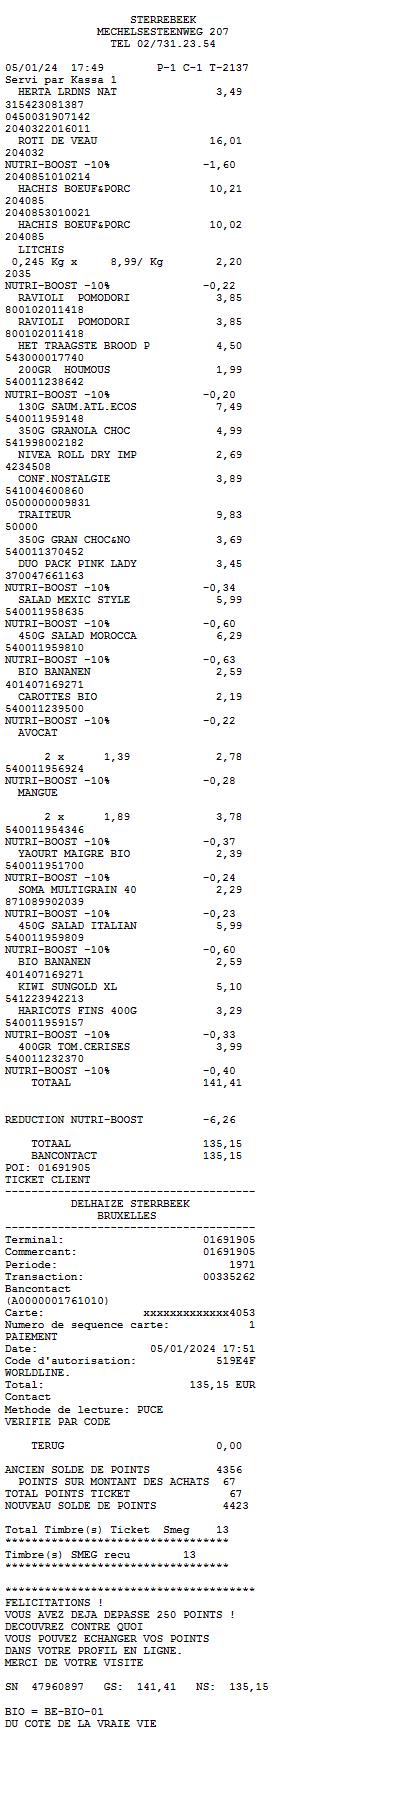 STERREBEEK
MECHELSESTEENWEG 207
TEL 02/731.23.54
05/01/24 17:49 P-1 C-1 T-2137
Servi par Kassa 1
HERTA LRDNS NAT 3,49
315423081387
0450031907142
2040322016011
ROTI DE VEAU 16,01
204032
NUTRI-BOOST -10% -1,60
2040851010214
HACHIS BOEUF&PORC 10,21
204085
2040853010021
HACHIS BOEUF&PORC 10,02
204085
LITCHIS
0,245 Kg x 8,99/ Kg 2,20
2035
NUTRI-BOOST -10% -0,22
RAVIOLI POMODORI 3,85
800102011418
RAVIOLI POMODORI 3,85
800102011418
HET TRAAGSTE BROOD P 4,50
543000017740
200GR HOUMOUS 1,99
540011238642
NUTRI-BOOST -10% -0,20
130G SAUM.ATL.ECOS 7,49
540011959148
350G GRANOLA CHOC 4,99
541998002182
NIVEA ROLL DRY IMP 2,69
4234508
CONF.NOSTALGIE 3,89
541004600860
0500000009831
TRAITEUR 9,83
50000
350G GRAN CHOC&NO 3,69
540011370452
DUO PACK PINK LADY 3,45
370047661163
NUTRI-BOOST -10% -0,34
SALAD MEXIC STYLE 5,99
540011958635
NUTRI-BOOST -10% -0,60
450G SALAD MOROCCA 6,29
540011959810
NUTRI-BOOST -10% -0,63
BIO BANANEN 2,59
401407169271
CAROTTES BIO 2,19
540011239500
NUTRI-BOOST -10% -0,22
AVOCAT
2 x 1,39 2,78
540011956924
NUTRI-BOOST -10% -0,28
MANGUE
2 x 1,89 3,78
540011954346
NUTRI-BOOST -10% -0,37
YAOURT MAIGRE BIO 2,39
540011951700
NUTRI-BOOST -10% -0,24
SOMA MULTIGRAIN 40 2,29
871089902039
NUTRI-BOOST -10% -0,23
450G SALAD ITALIAN 5,99
540011959809
NUTRI-BOOST -10% -0,60
BIO BANANEN 2,59
401407169271
KIWI SUNGOLD XL 5,10
541223942213
HARICOTS FINS 400G 3,29
540011959157
NUTRI-BOOST -10% -0,33
400GR TOM.CERISES 3,99
540011232370
NUTRI-BOOST -10% -0,40
TOTAAL 141,41
REDUCTION NUTRI-BOOST -6,26
TOTAAL 135,15
BANCONTACT 135,15
POI: 01691905
TICKET CLIENT
--------------------------------------
DELHAIZE STERRBEEK
BRUXELLES
--------------------------------------
Terminal: 01691905
Commercant: 01691905
Periode: 1971
Transaction: 00335262
Bancontact
(A0000001761010)
Carte: xxxxxxxxxxxxx4053
Numero de sequence carte: 1
PAIEMENT
Date: 05/01/2024 17:51
Code d'autorisation: 519E4F
WORLDLINE.
Total: 135,15 EUR
Contact
Methode de lecture: PUCE
VERIFIE PAR CODE
TERUG 0,00
ANCIEN SOLDE DE POINTS 4356
POINTS SUR MONTANT DES ACHATS 67
TOTAL POINTS TICKET 67
NOUVEAU SOLDE DE POINTS 4423
Total Timbre(s) Ticket Smeg 13
**********************************
Timbre(s) SMEG recu 13
**********************************
**************************************
FELICITATIONS !
VOUS AVEZ DEJA DEPASSE 250 POINTS !
DECOUVREZ CONTRE QUOI
VOUS POUVEZ ECHANGER VOS POINTS
DANS VOTRE PROFIL EN LIGNE.
MERCI DE VOTRE VISITE
SN 47960897 GS: 141,41 NS: 135,15
BIO = BE-BIO-01
DU COTE DE LA VRAIE VIE